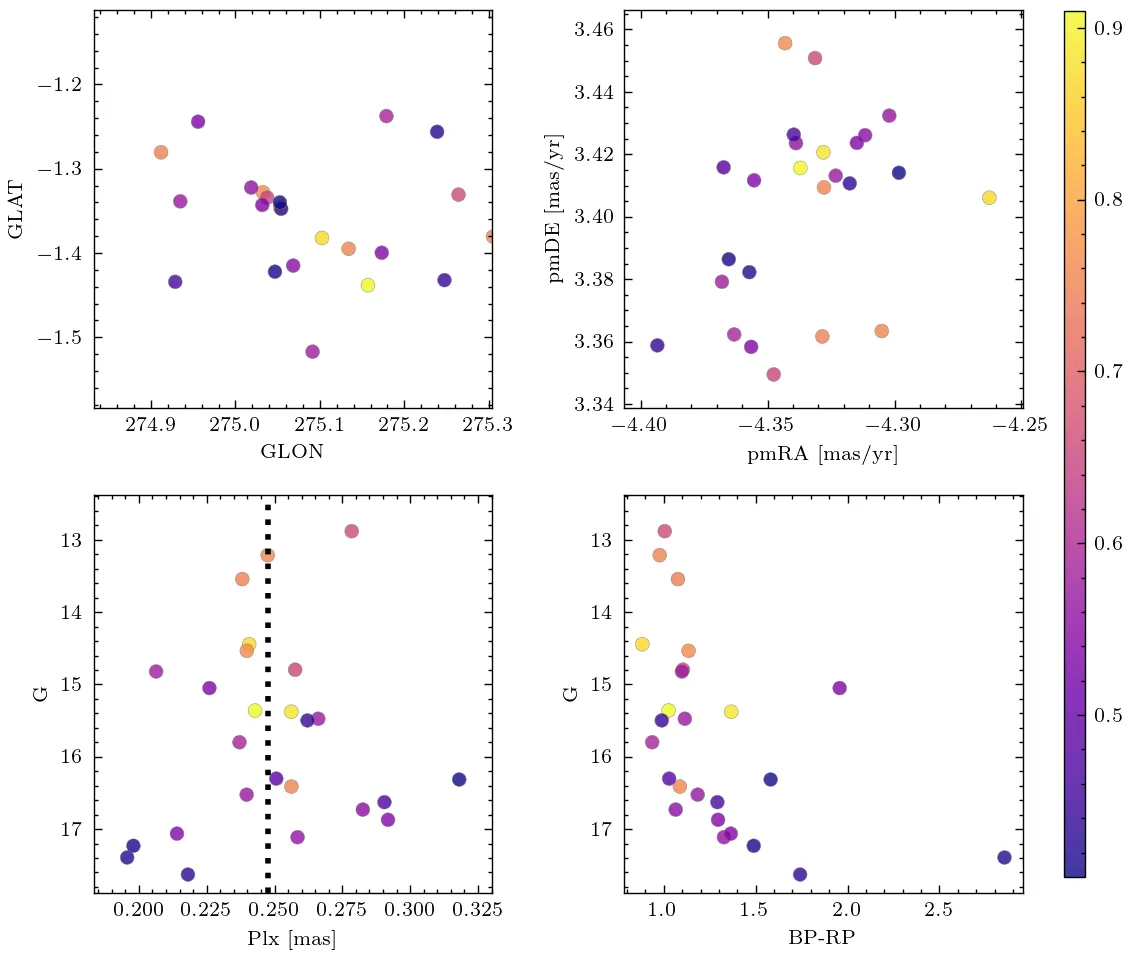 −1.2
−1.3
−1.4
−1.5
GLAT
274.9 275.0 275.1 275.2 275.3
GLON
3.46
3.44
3.42
3.40
3.38
3.36
3.34
pmDE [mas/yr]
−4.40 −4.35 −4.30 −4.25
pmRA [mas/yr]
13
14
15
16
17
G
0.200 0.225 0.250 0.275 0.300 0.325
Plx [mas]
13
14
15
16
17
G
1.0 1.5 2.0 2.5
BP-RP
0.9
0.8
0.7
0.6
0.5